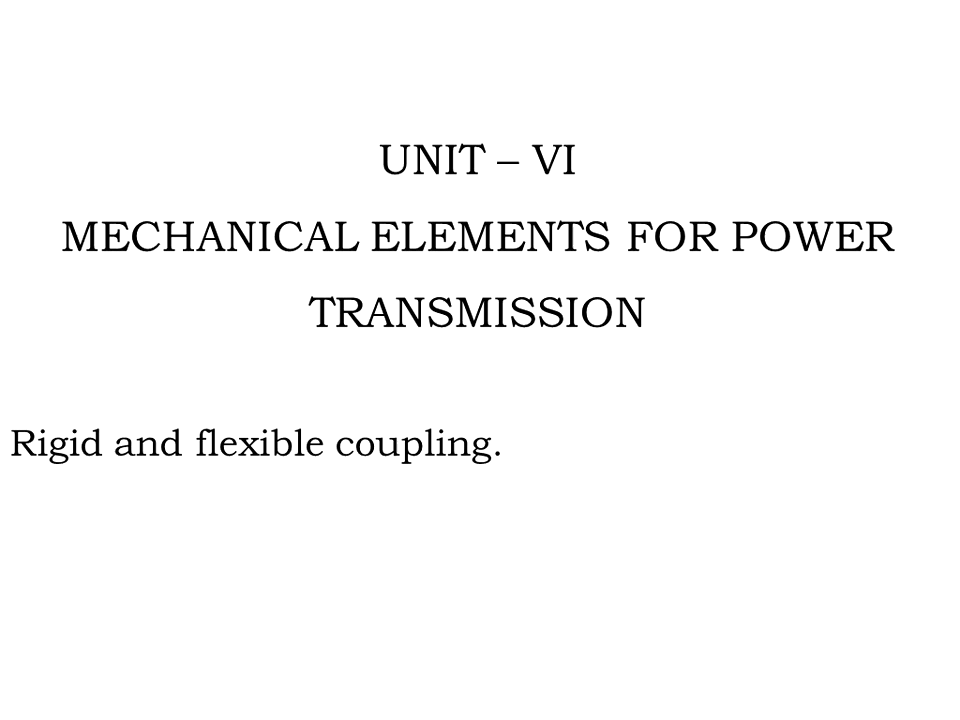 UNIT – VI
MECHANICAL ELEMENTS FOR POWER
TRANSMISSION
Rigid and flexible coupling.